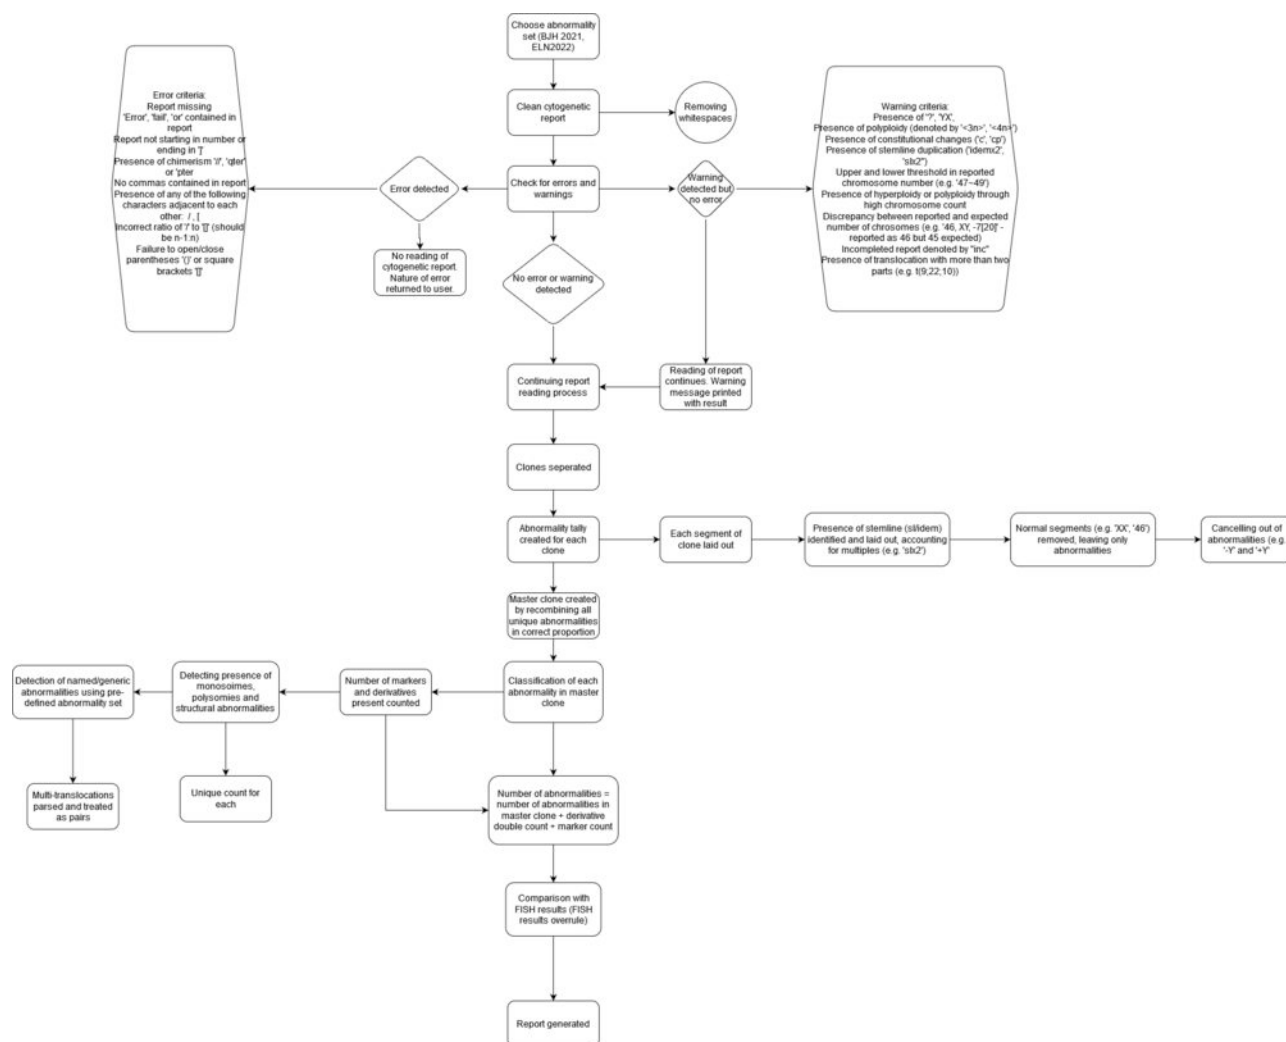 Choose abnormality
set (BJH 2021,
ELN2022)
Clean cytogenetic
report
Removing
whitespaces
Error criteria:
Report missing
'Error', 'fail', 'or' contained in
report
Report not starting in number or
ending in ']'
Presence of chimerism '//', 'qter'
or 'pter
No commas contained in report
Presence of any of the following
characters adjacent to each
other: / , [
Incorrect ratio of '/' to '[]' (should
be n-1:n)
Failure to open/close
parentheses '()' or square
brackets '[]'
Error detected
Check for errors and
warnings
Warning
detected but
no error
Warning criteria:
Presence of '?', 'YX',
Presence of polyploidy (denoted by '<3n>', '<4n>')
Presence of constitutional changes ('c', 'cp')
Presence of stemline duplication ('idemx2',
'slx2")
Upper and lower threshold in reported
chromosome number (e.g. '47~49')
Presence of hyperploidy or polyploidy through
high chromosome count
Discrepancy between reported and expected
number of chrosomes (e.g. '46, XY, -7[20]' -
reported as 46 but 45 expected)
Incompleted report denoted by "inc"
Presence of translocation with more than two
parts (e.g. t(9;22;10))
No reading of
cytogenetic report.
Nature of error
returned to user.
No error or warning
detected
Continuing report
reading process
Reading of report
continues. Warning
message printed
with result
Clones seperated
Abnormality tally
created for each
clone
Each segment of
clone laid out
Presence of stemline (sl/idem)
identified and laid out, accounting
for multiples (e.g. 'slx2')
Normal segments (e.g. 'XX', '46')
removed, leaving only
abnormalities
Cancelling out of
abnormalities (e.g.
'-Y' and '+Y'
Master clone created
by recombining all
unique abnormalities
in correct proportion
Detection of named/generic
abnormalities using pre-
defined abnormality set
Detecting presence of
monosoimes,
polysomies and
structural abnormalities
Number of markers
and derivatives
present counted
Classification of each
abnormality in master
clone
Multi-translocations
parsed and treated
as pairs
Unique count for
each
Number of abnormalities =
number of abnormalities in
master clone + derivative
double count + marker count
Comparison with
FISH results (FISH
results overrule)
Report generated